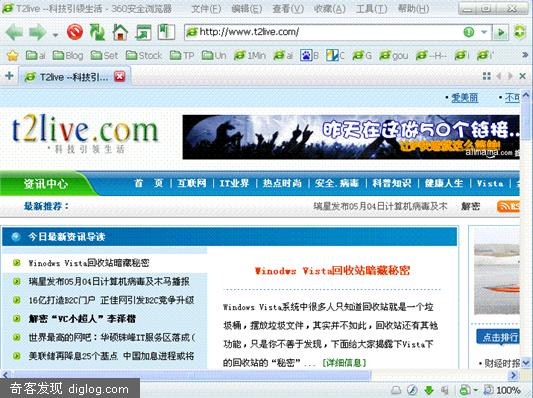 T2live --科技引领生活 - 360安全浏览器 文件(F) 编辑(E) 查看(V) 收藏(A) 工具(T) 帮助(H)
http://www.t2live.com/
ai Blog Set Stock TP Un 1Min ai B C G gou --H-- i i'
T2live --科技引...
爱美丽
t2live.com
科技引领生活
昨天在这做50个链接..
alimama.com
资讯中心 首 页 | 互联网 | IT业界 | 热点时尚 | 安全.病毒 | 科普知识 | 健康人生 | Vista |
最新推荐： 瑞星发布05月04日计算机病毒及木 解密 RS
今日最新资讯导读
Winodws Vista回收站暗藏秘密
瑞星发布05月04日计算机病毒及木马播报
16亿打造B2C门户 正佳网引发B2C竞争升级
解密“VC小超人”李泽楷
世界最高的网吧：华硕珠峰IT服务区落成(
美联储再降息25个基点 中国加息进程或将
Winodws Vista回收站暗藏秘密
Windows Vista系统中很多人只知道回收站就是一个垃
圾桶，摆放垃圾文件，其实并不如此，回收站还有其他
功能，只是你不善于发现，下面给大家揭露下Vista下
的回收站的“秘密”... [详细信息]
点击排行
财经时报
奇客发现 diglog.com
100%